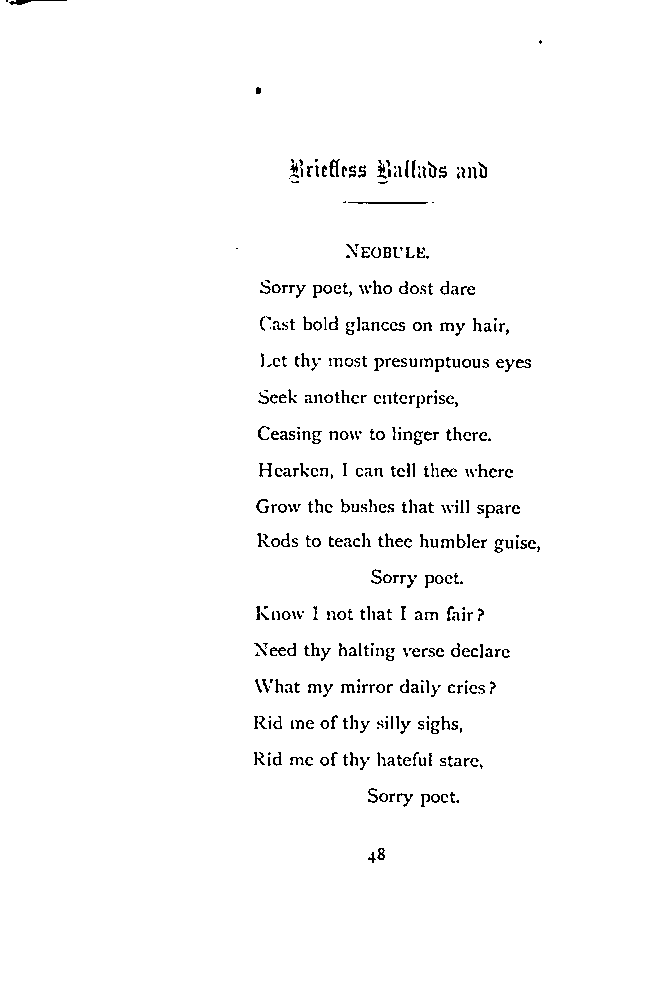 Briefless Ballads and
NEOBULE.
Sorry poet, who dost dare
Cast bold glances on my hair,
Let thy most presumptuous eyes
Seek another enterprise,
Ceasing now to linger there.
Hearken, I can tell thee where
Grow the bushes that will spare
Rods to teach thee humbler guise,
Sorry poet.
Know I not that I am fair?
Need thy halting verse declare
What my mirror daily cries?
Rid me of thy silly sighs,
Rid me of thy hateful stare,
Sorry poet.
48